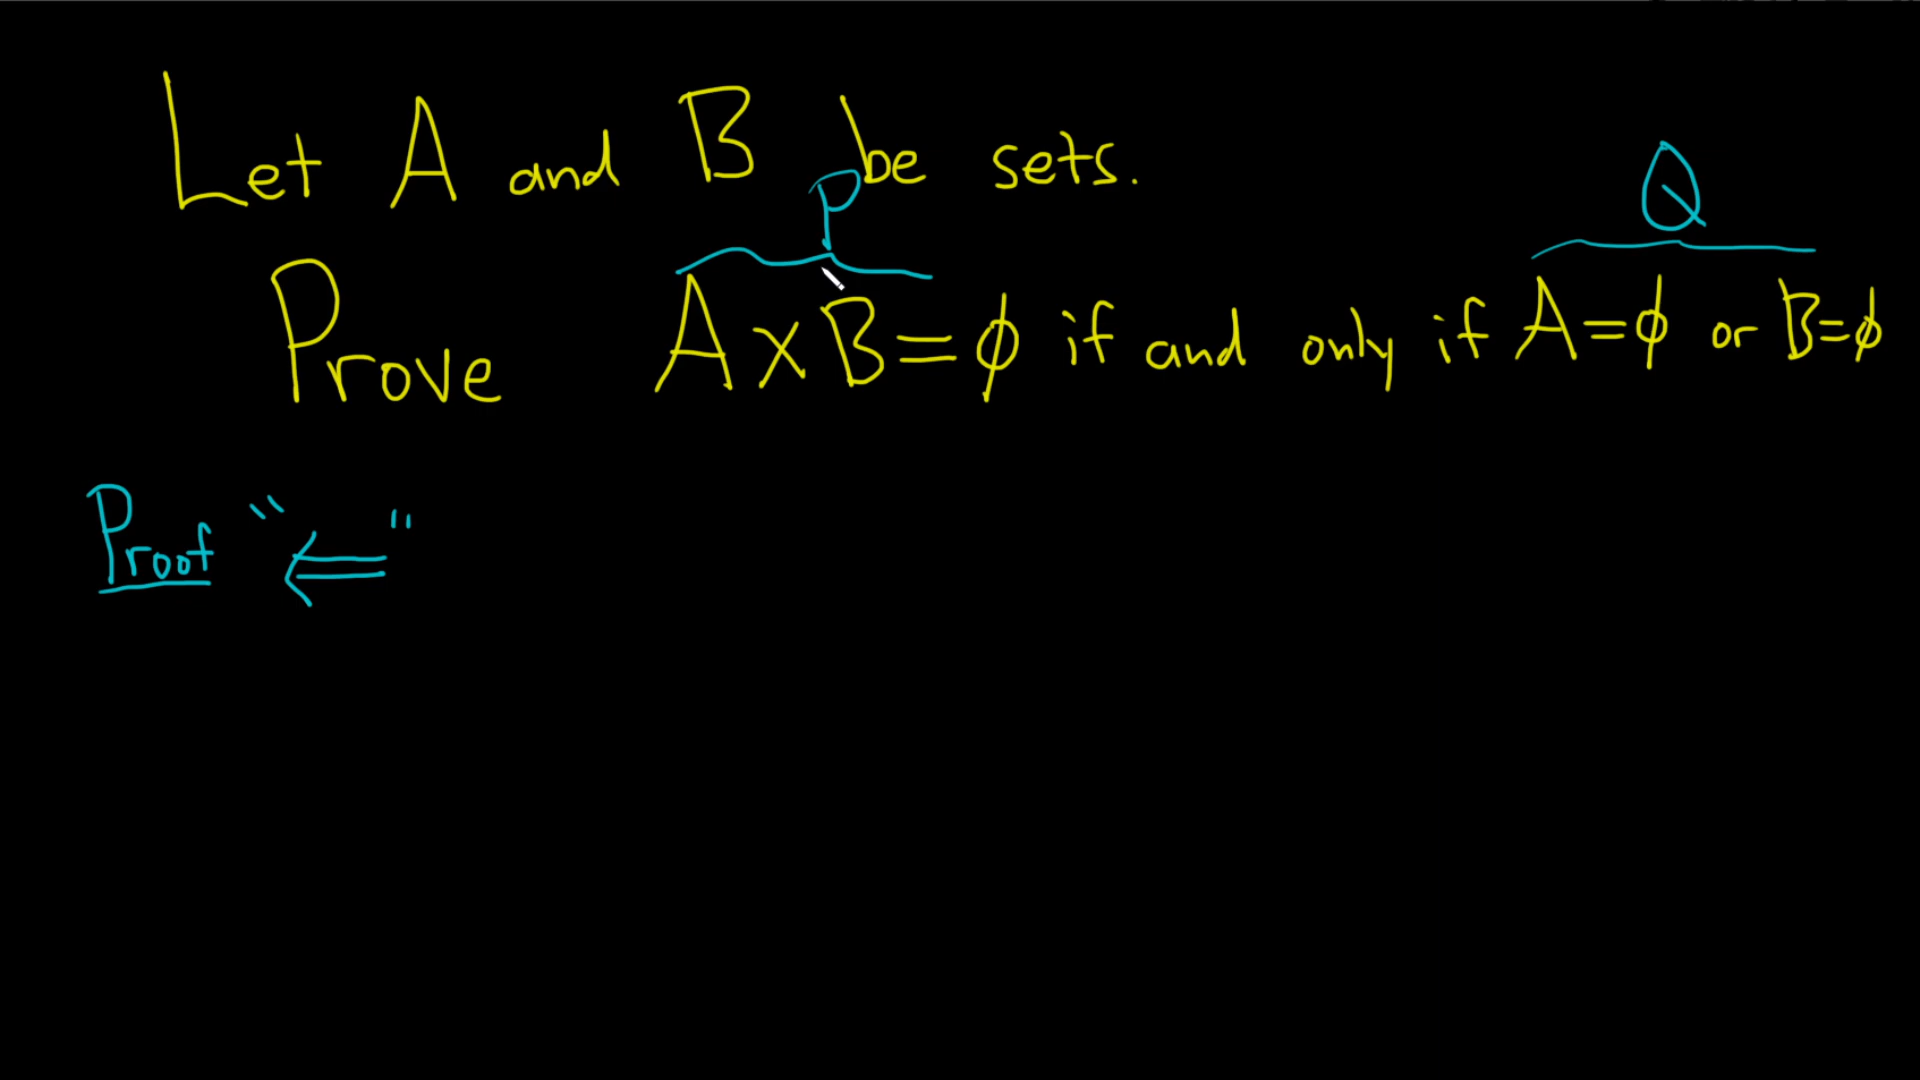 Let A and B be sets.
P
Q
Prove A×B=ϕ if and only if A=ϕ or B=ϕ
Proof "⇐"